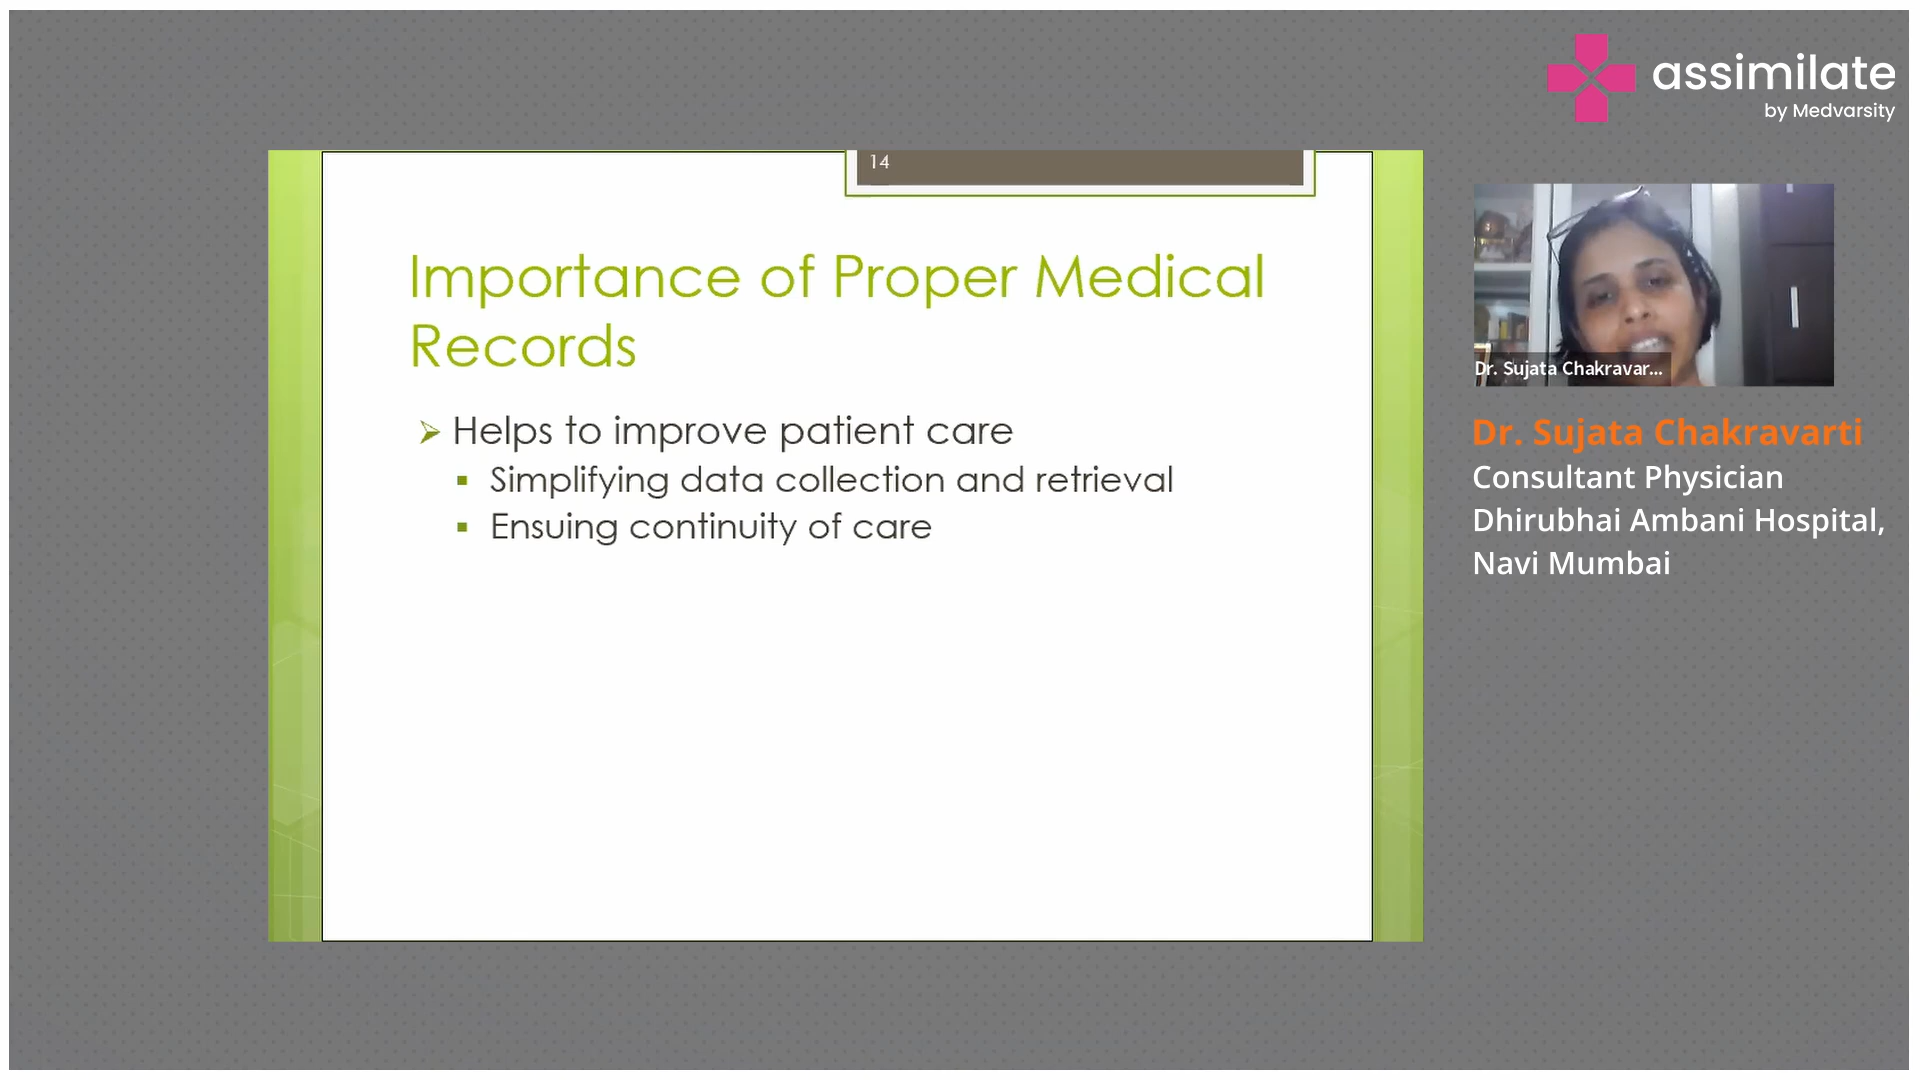 assimilate
by Medvarsity
14
Importance of Proper Medical
Records
Helps to improve patient care
Simplifying data collection and retrieval
Ensuing continuity of care
Dr. Sujata Chakravar...
Dr. Sujata Chakravarti
Consultant Physician
Dhirubhai Ambani Hospital,
Navi Mumbai